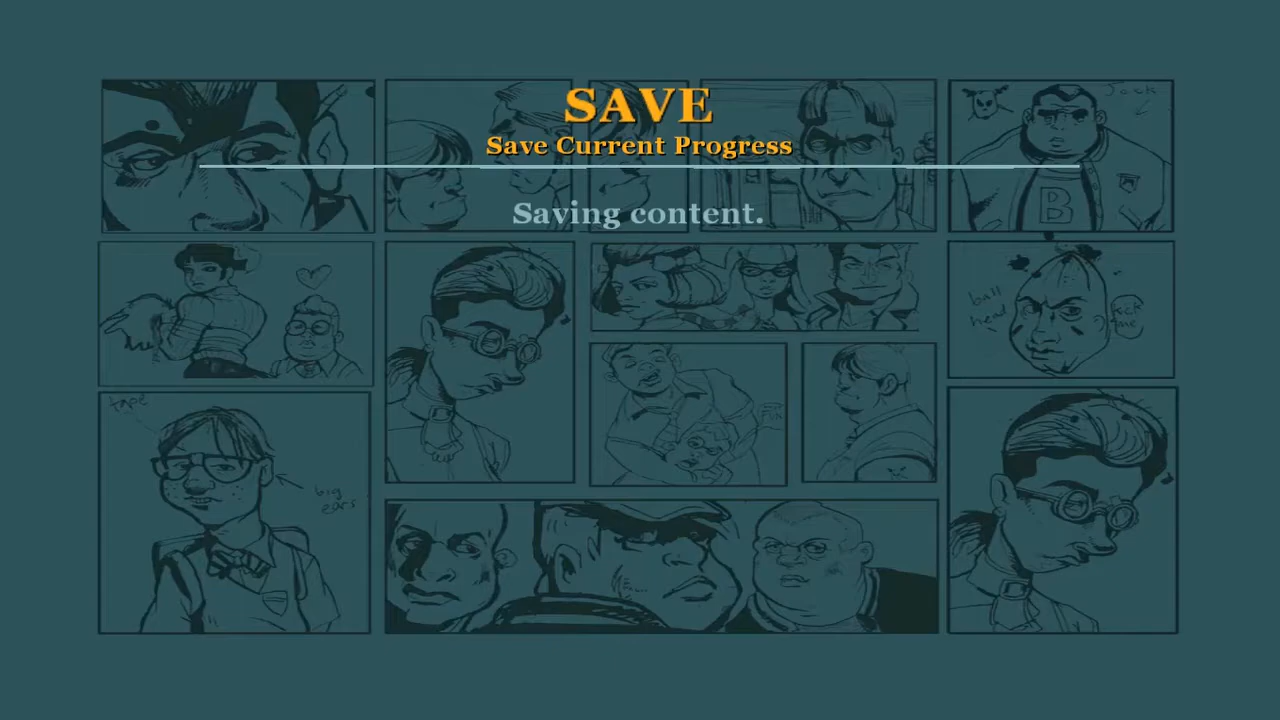 SAVE
Save Current Progress
Saving content.
Jock
B
ball
head
tape
big
ears